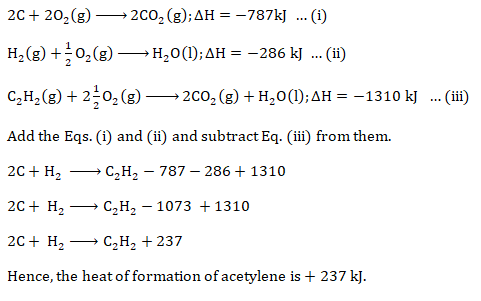 2C + 2O₂(g) ⟶ 2CO₂(g); ΔH = −787kJ ... (i)
H₂(g) + ½ O₂(g) ⟶ H₂O(l); ΔH = −286 kJ ... (ii)
C₂H₂(g) + 2½ O₂(g) ⟶ 2CO₂(g) + H₂O(l); ΔH = −1310 kJ ... (iii)
Add the Eqs. (i) and (ii) and subtract Eq. (iii) from them.
2C + H₂ ⟶ C₂H₂ − 787 − 286 + 1310
2C + H₂ ⟶ C₂H₂ − 1073 + 1310
2C + H₂ ⟶ C₂H₂ + 237
Hence, the heat of formation of acetylene is + 237 kJ.